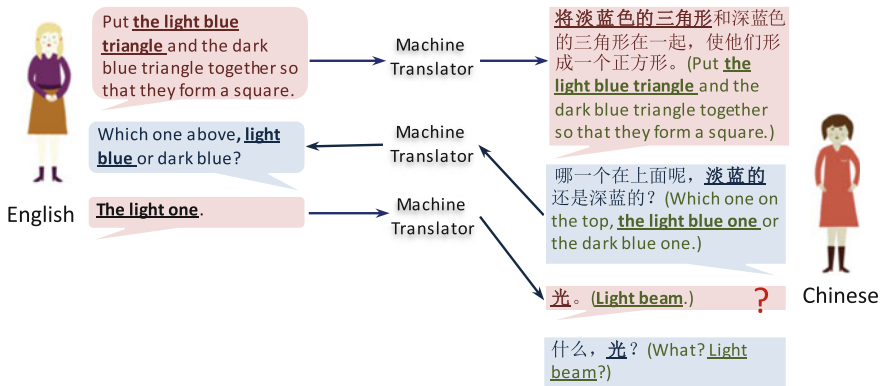 Put the light blue
triangle and the dark
blue triangle together so
that they form a square.
Machine
Translator
将淡蓝色的三角形和深蓝色
的三角形在一起，使他们形
成一个正方形。(Put the
light blue triangle and the
dark blue triangle together
so that they form a square.)
Which one above, light
blue or dark blue?
Machine
Translator
哪一个在上面呢，淡蓝的
还是深蓝的？(Which one on
the top, the light blue one or
the dark blue one.)
English
The light one.
Machine
Translator
光。(Light beam.) ?
Chinese
什么，光？(What? Light
beam?)